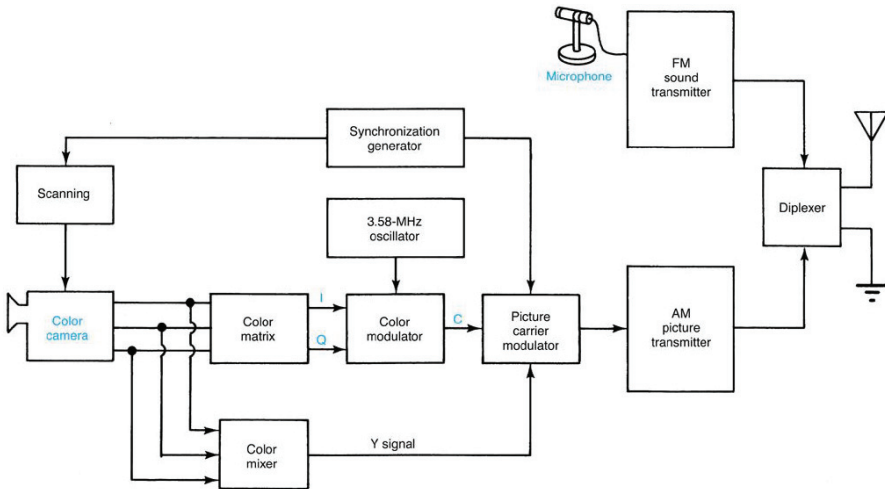 FM
sound
transmitter
Microphone
Synchronization
generator
Scanning
Diplexer
3.58-MHz
oscillator
Color
camera
Color
matrix
I
Q
Color
modulator
C
Picture
carrier
modulator
AM
picture
transmitter
Color
mixer
Y signal